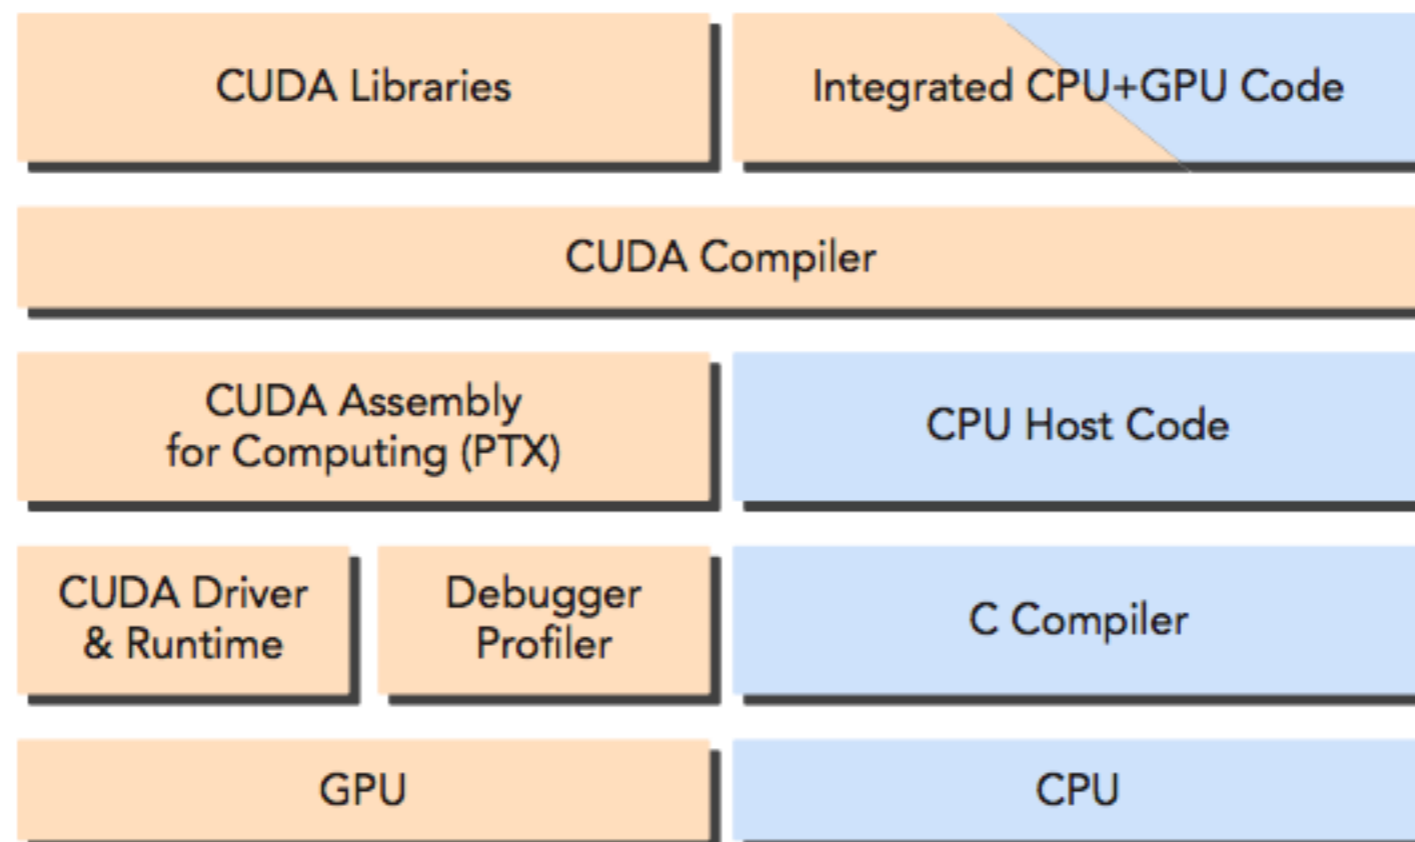 CUDA Libraries
Integrated CPU+GPU Code
CUDA Compiler
CUDA Assembly
for Computing (PTX)
CPU Host Code
CUDA Driver
& Runtime
Debugger
Profiler
C Compiler
GPU
CPU